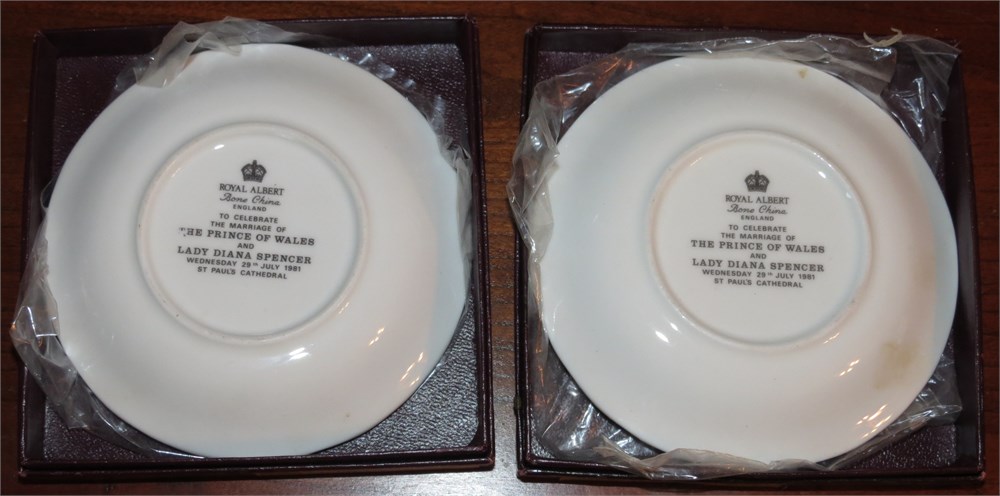 ROYAL ALBERT
Bone China
ENGLAND
TO CELEBRATE
THE MARRIAGE OF
THE PRINCE OF WALES
AND
LADY DIANA SPENCER
WEDNESDAY 29TH JULY 1981
ST PAUL'S CATHEDRAL
ROYAL ALBERT
Bone China
ENGLAND
TO CELEBRATE
THE MARRIAGE OF
THE PRINCE OF WALES
AND
LADY DIANA SPENCER
WEDNESDAY 29TH JULY 1981
ST PAUL'S CATHEDRAL